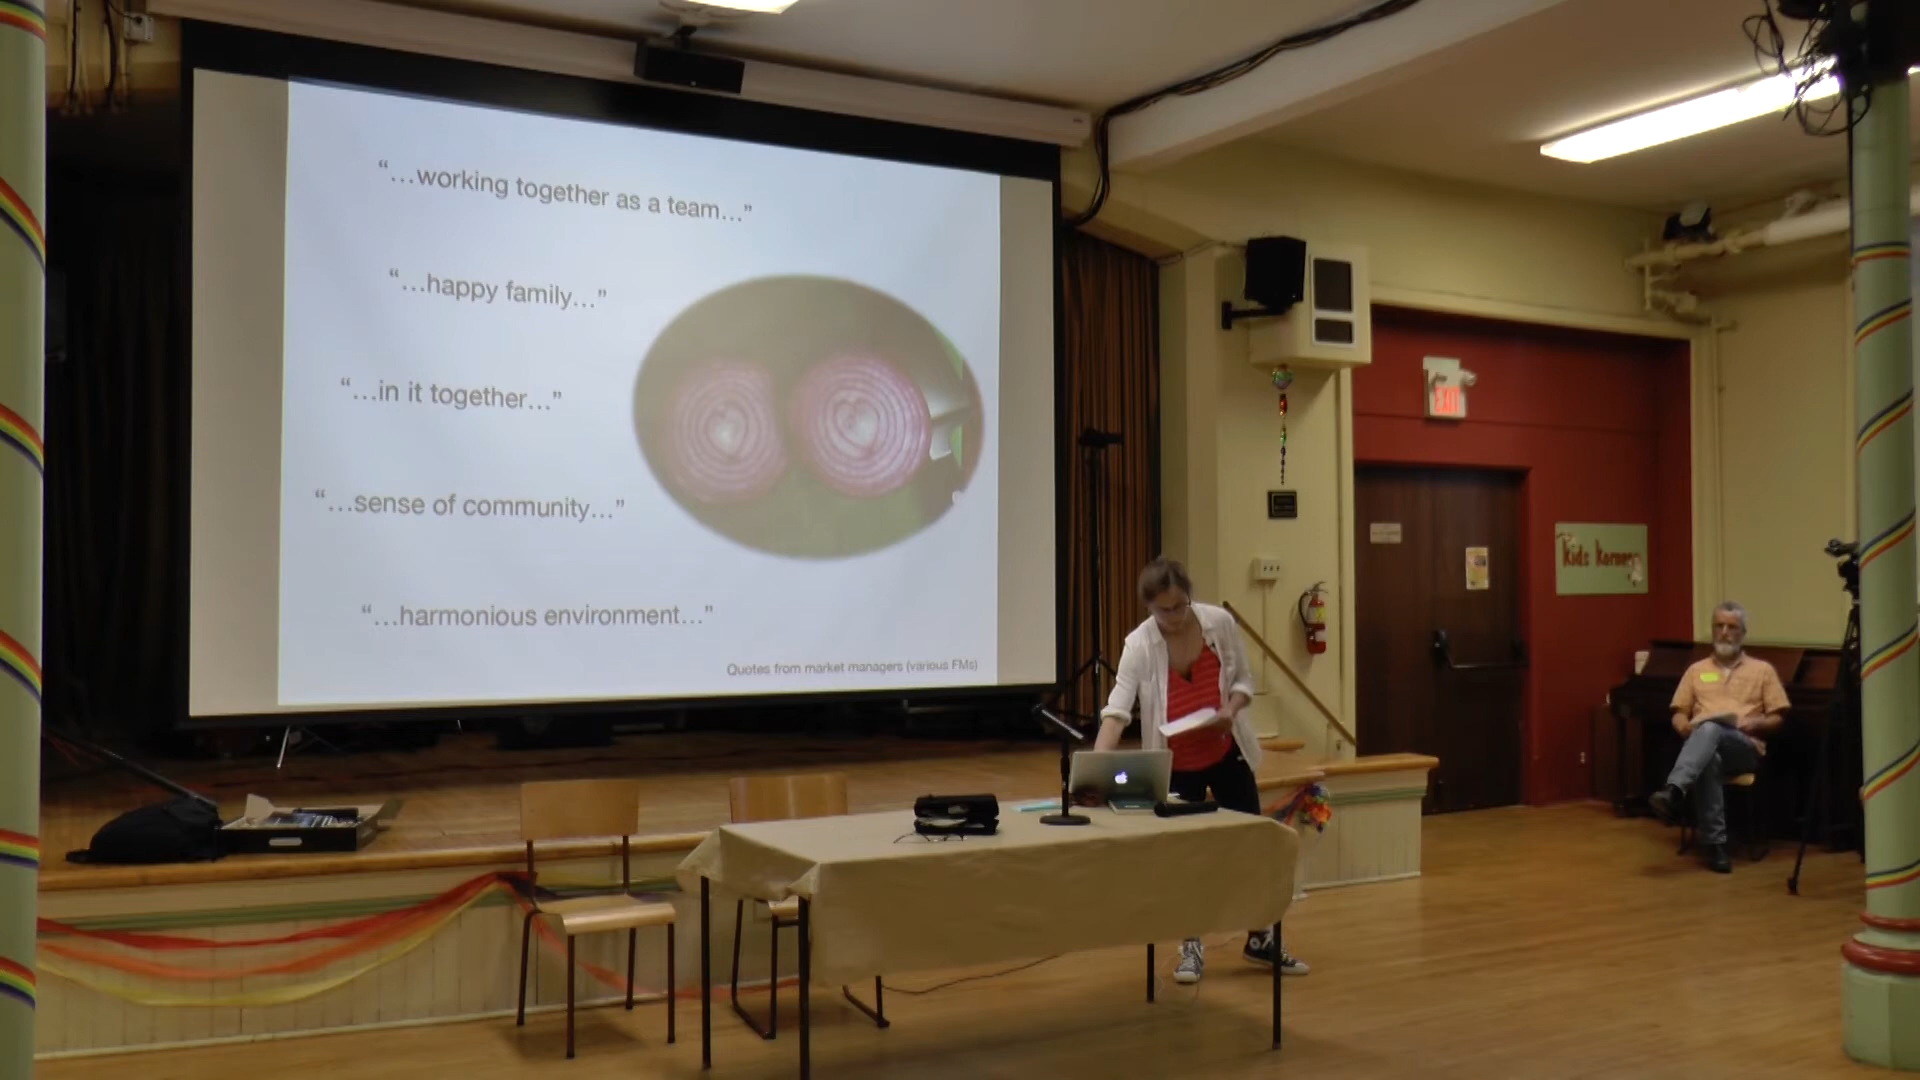 “…working together as a team…”
“…happy family…”
“…in it together…”
“…sense of community…”
“…harmonious environment…”
Quotes from market managers (various FMs)
EXIT
Kids Korner